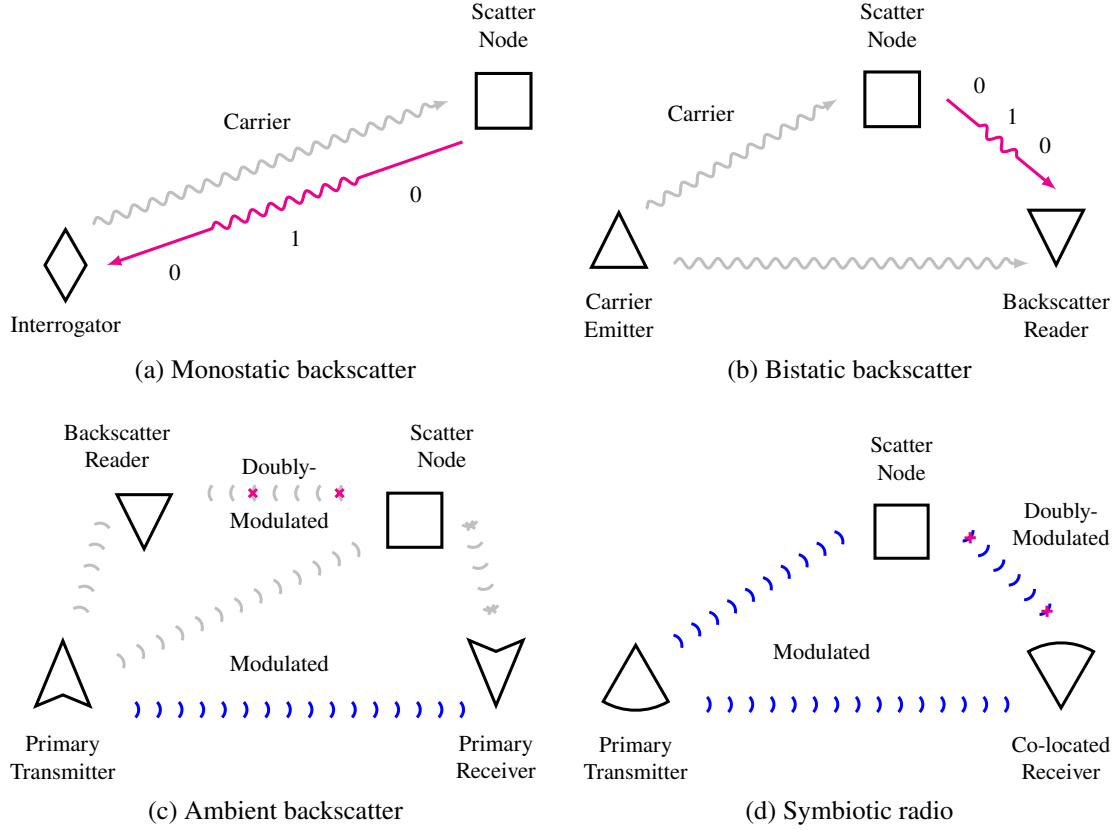 Scatter
Node
Carrier
0
1
0
Interrogator
(a) Monostatic backscatter
Scatter
Node
0
1
0
Carrier
Carrier
Emitter
Backscatter
Reader
(b) Bistatic backscatter
Backscatter
Reader
Scatter
Node
Doubly-
Modulated
Modulated
Primary
Transmitter
Primary
Receiver
(c) Ambient backscatter
Scatter
Node
Doubly-
Modulated
Modulated
Primary
Transmitter
Co-located
Receiver
(d) Symbiotic radio